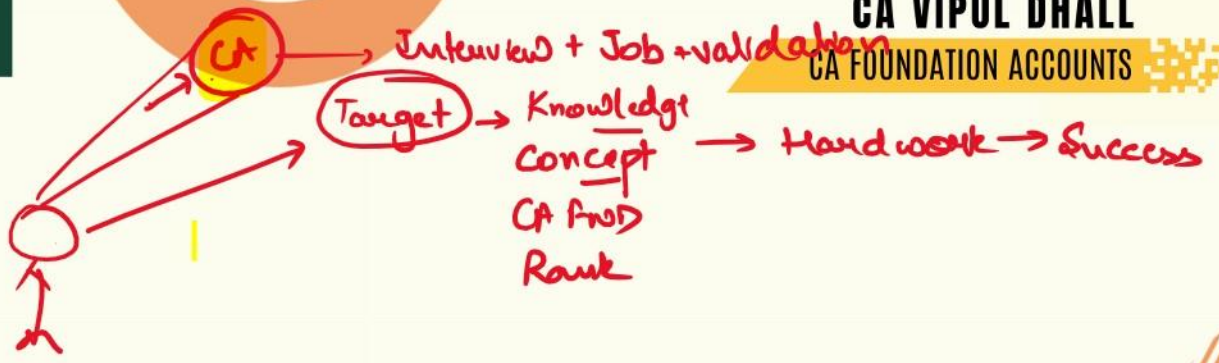 CA VIPUL DHALL
CA FOUNDATION ACCOUNTS
CA → Interview + Job + validation
Target → Knowledge
Concept → Hardwork → Success
CA FND
Rank